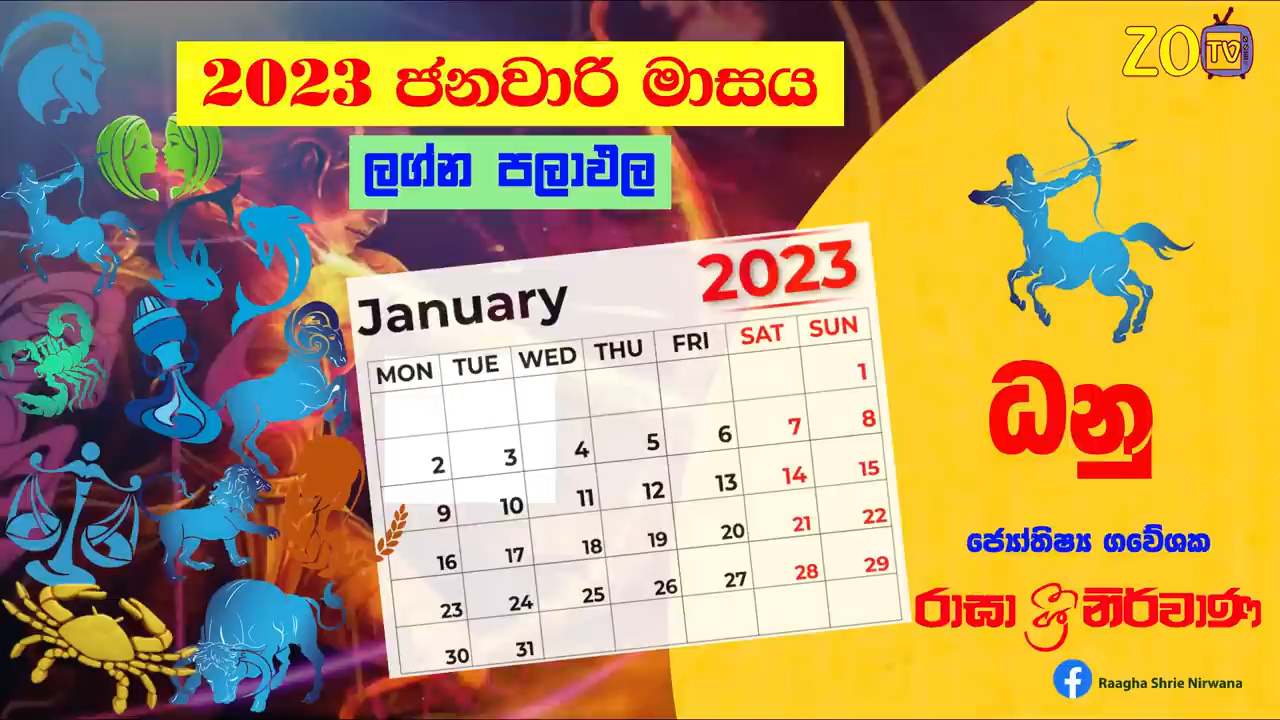 2023 ජනවාරි මාසය
ලග්න පලාඵල
ZO TV
January 2023
MON TUE WED THU FRI SAT SUN
1
2 3 4 5 6 7 8
9 10 11 12 13 14 15
16 17 18 19 20 21 22
23 24 25 26 27 28 29
30 31
ධනු
ජ්‍යෝතිෂ්‍ය ගවේශක
රාඝා ශ්‍රී නිර්වාණ
Raagha Shrie Nirwana